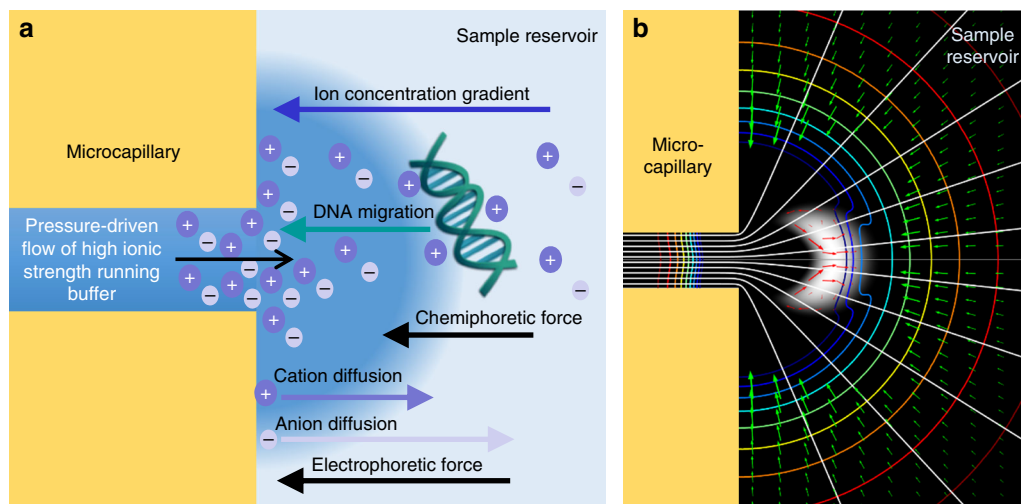 a
Sample reservoir
Ion concentration gradient
Microcapillary
DNA migration
Pressure-driven
flow of high ionic
strength running
buffer
Chemiphoretic force
Cation diffusion
Anion diffusion
Electrophoretic force
+ + + + + + + + + + + + + + + +
− − − − − − − − − − − − − − −
b
Sample
reservoir
Micro-
capillary